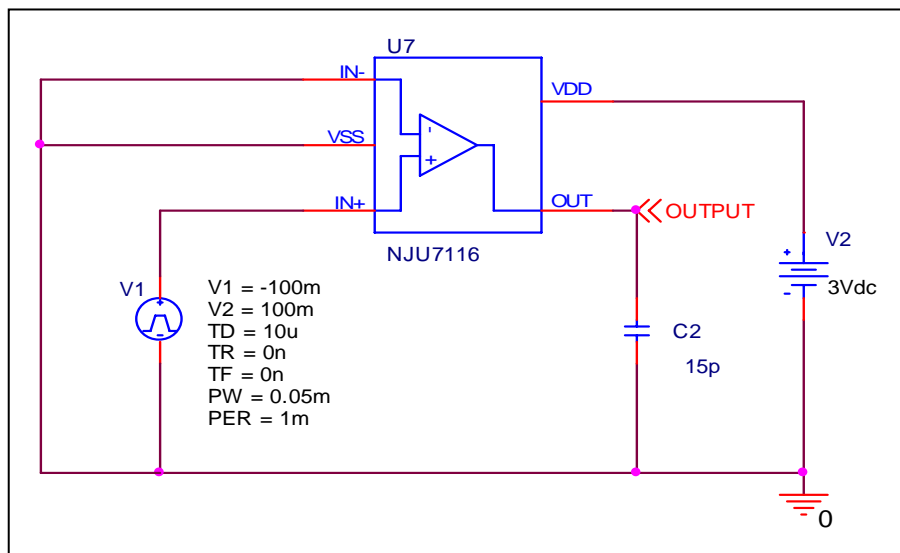 U7
IN-
VDD
VSS
IN+
OUT
OUTPUT
NJU7116
V2
+
-
3Vdc
V1
+
-
V1 = -100m
V2 = 100m
TD = 10u
TR = 0n
TF = 0n
PW = 0.05m
PER = 1m
C2
15p
0